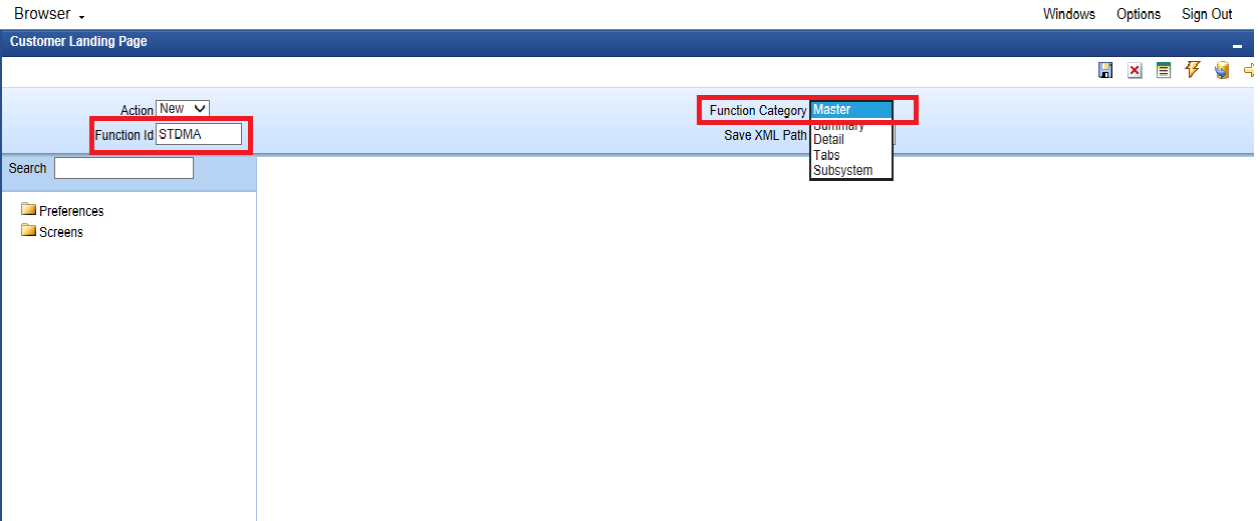 Browser
Windows Options Sign Out
Customer Landing Page
Action New
Function Category Master
Function Id STDMA
Summary
Save XML Path
Detail
Tabs
Subsystem
Search
Preferences
Screens